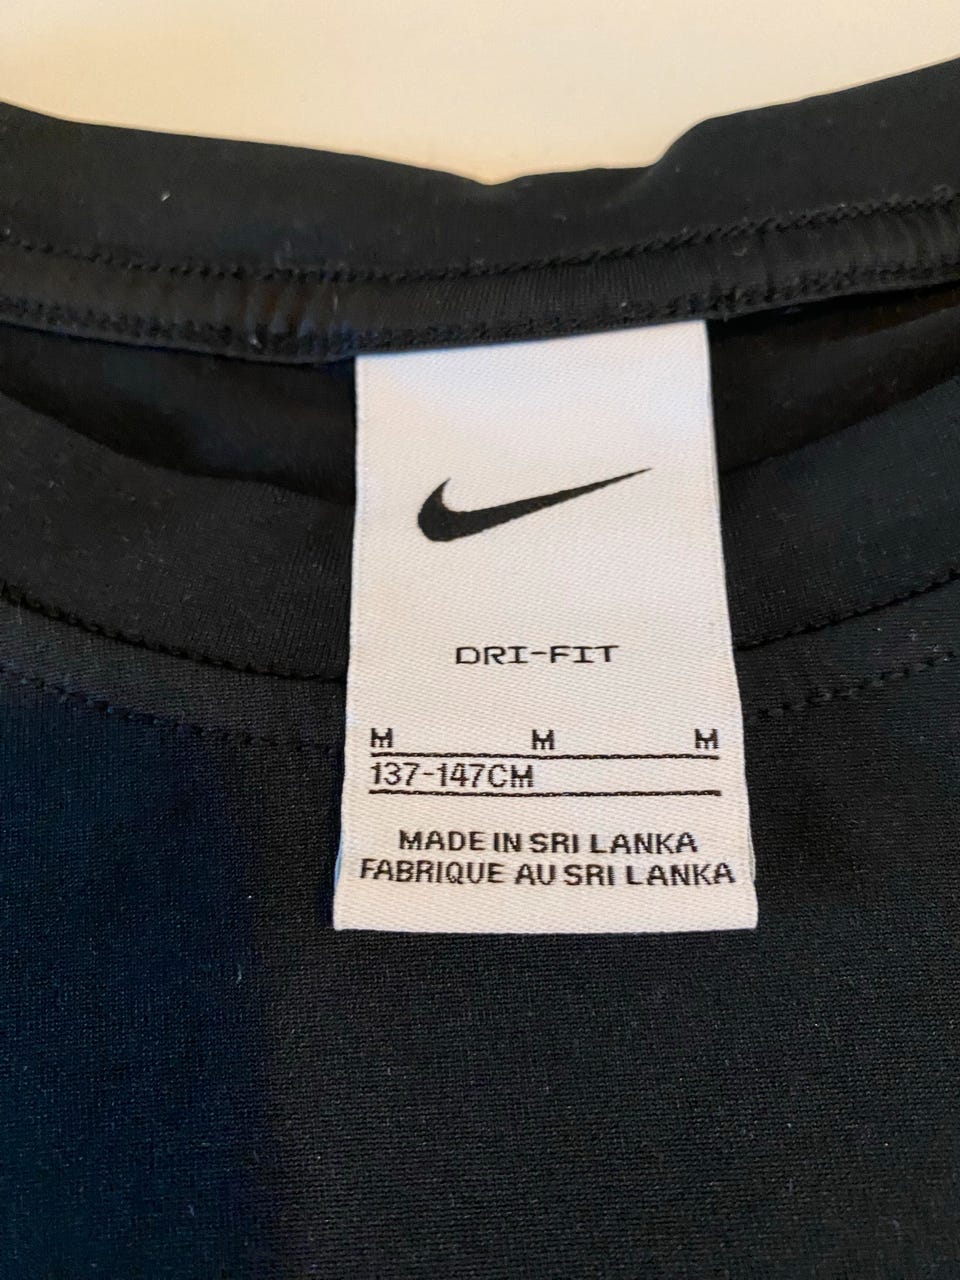 DRI-FIT
M M M
137-147CM
MADE IN SRI LANKA
FABRIQUE AU SRI LANKA